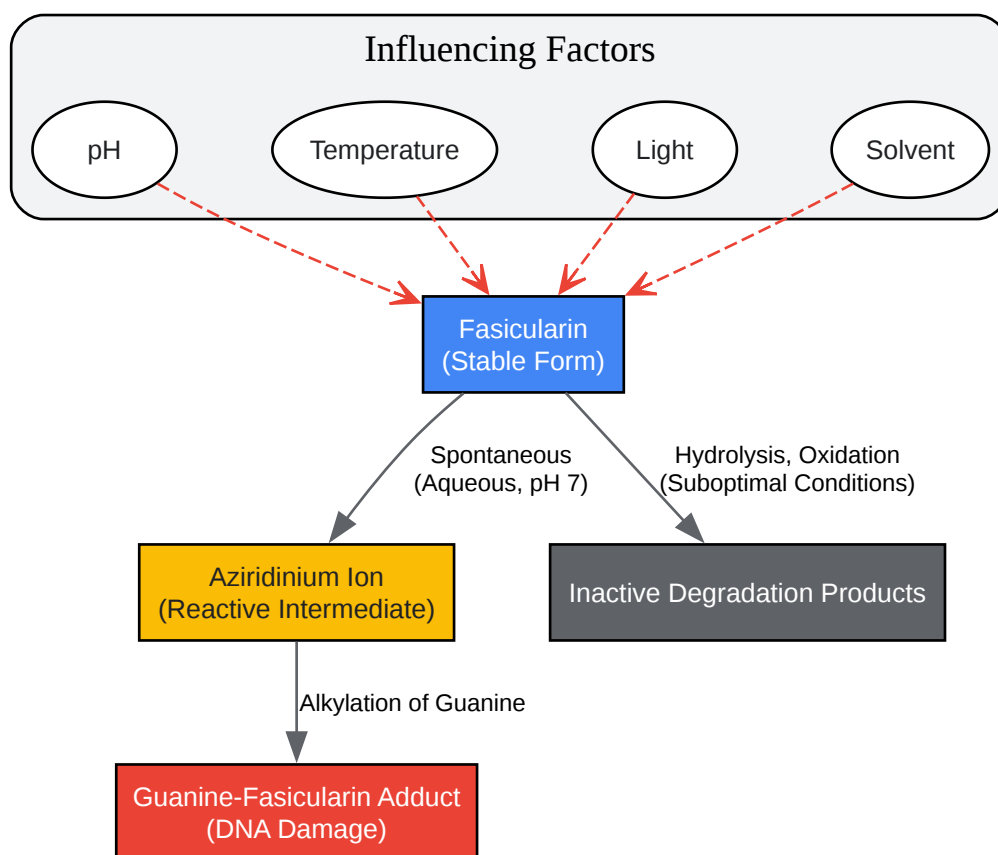 Influencing Factors
pH
Temperature
Light
Solvent
Fasicularin
(Stable Form)
Spontaneous
(Aqueous, pH 7)
Hydrolysis, Oxidation
(Suboptimal Conditions)
Aziridinium Ion
(Reactive Intermediate)
Inactive Degradation Products
Alkylation of Guanine
Guanine-Fasicularin Adduct
(DNA Damage)